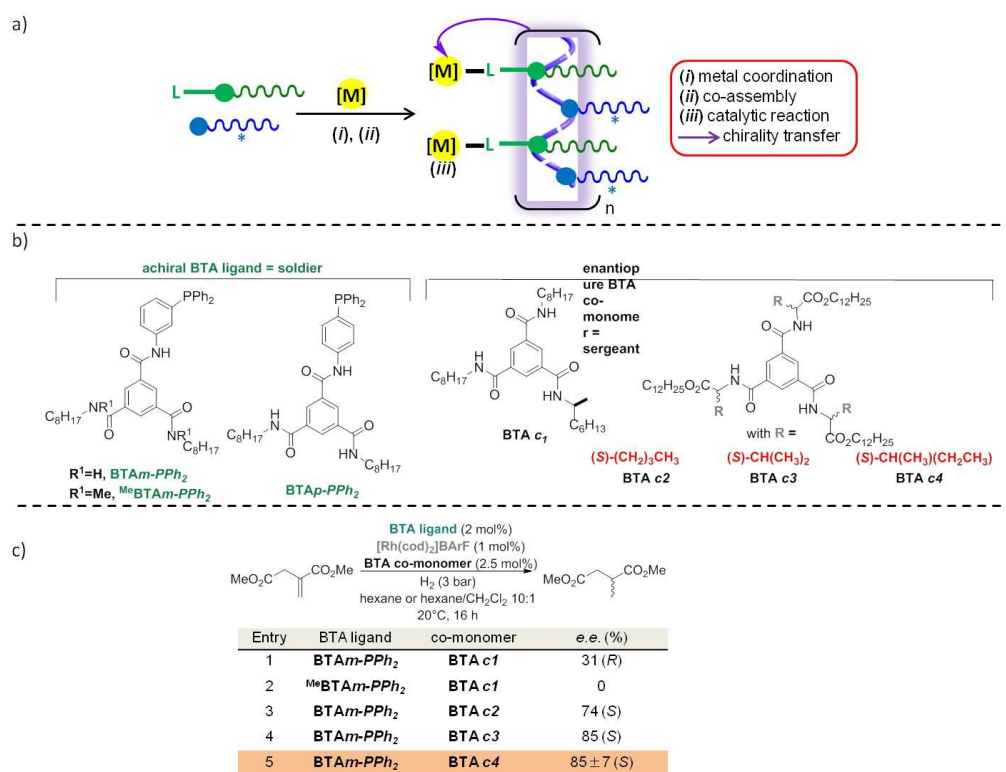 a)
[M]
L
[M]
L
*
(i), (ii)
*
[M]
L
(iii)
*
n
(i) metal coordination
(ii) co-assembly
(iii) catalytic reaction
chirality transfer
b)
achiral BTA ligand = soldier
PPh₂
O
NH
C₈H₁₇
NR¹
O
O
NR¹
C₈H₁₇
R¹=H, BTAm-PPh₂
R¹=Me, ᴹᵉBTAm-PPh₂
PPh₂
O
NH
C₈H₁₇
HN
O
O
NH
C₈H₁₇
BTAp-PPh₂
enantiop
ure BTA
co-
monome
r =
sergeant
C₈H₁₇
O
NH
C₈H₁₇
HN
O
O
HN
C₆H₁₃
BTA c₁
R
CO₂C₁₂H₂₅
O
NH
C₁₂H₂₅O₂C
H
N
R
O
O
HN
R
CO₂C₁₂H₂₅
with R =
(S)-(CH₂)₃CH₃
BTA c2
(S)-CH(CH₃)₂
BTA c3
(S)-CH(CH₃)(CH₂CH₃)
BTA c4
c)
BTA ligand (2 mol%)
[Rh(cod)₂]BArF (1 mol%)
BTA co-monomer (2.5 mol%)
H₂ (3 bar)
hexane or hexane/CH₂Cl₂ 10:1
20°C, 16 h
MeO₂C
CO₂Me
MeO₂C
CO₂Me
Entry BTA ligand co-monomer e.e. (%)
1 BTAm-PPh₂ BTA c1 31 (R)
2 ᴹᵉBTAm-PPh₂ BTA c1 0
3 BTAm-PPh₂ BTA c2 74 (S)
4 BTAm-PPh₂ BTA c3 85 (S)
5 BTAm-PPh₂ BTA c4 85±7 (S)